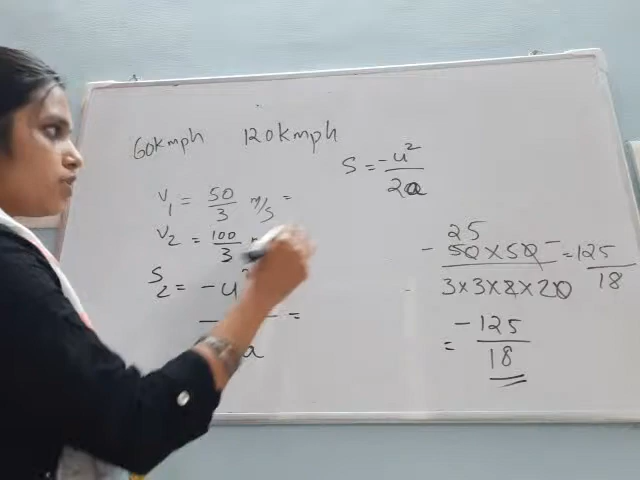 60kmph 120kmph
S = -u²
2a
V₁ = 50/3 m/s =
V₂ = 100/3
S₂ = -u
a =
25
- 50 × 50 - = 125
3×3×2×20 18
= -125
18